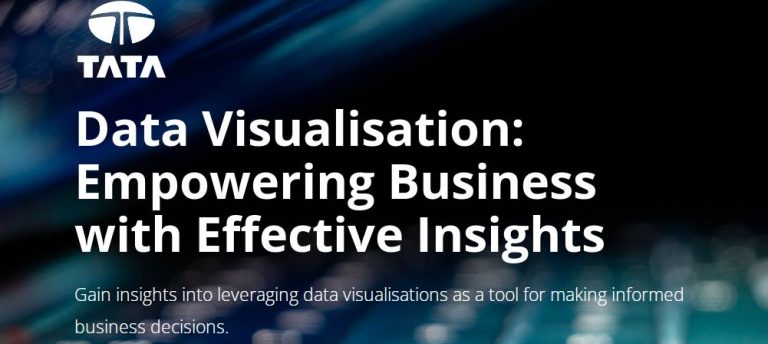 TATA
Data Visualisation:
Empowering Business
with Effective Insights
Gain insights into leveraging data visualisations as a tool for making informed
business decisions.